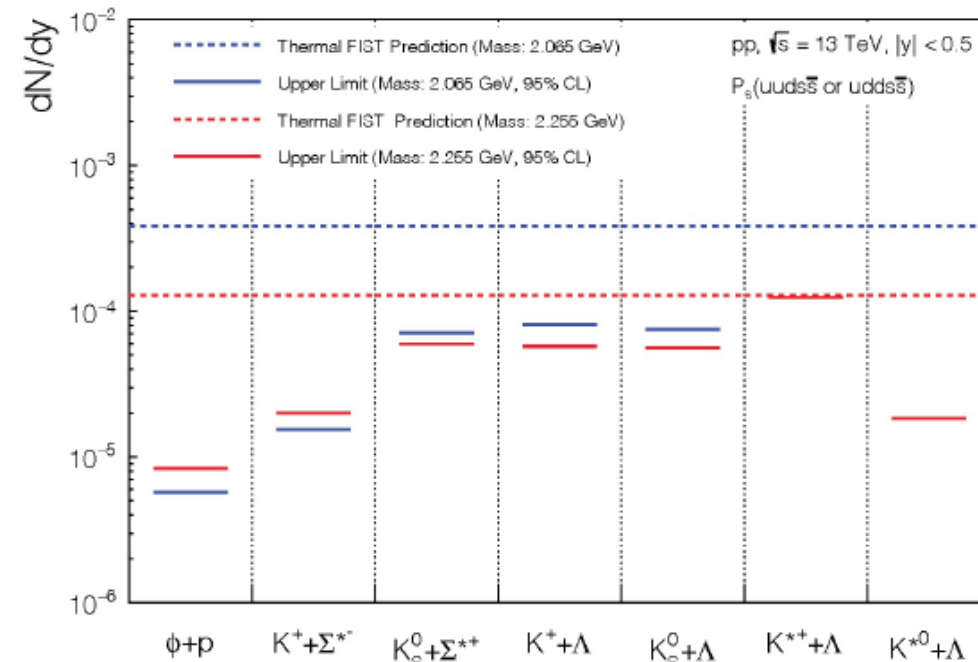 10⁻²
dN/dy
Thermal FIST Prediction (Mass: 2.065 GeV)
pp, √s = 13 TeV, |y| < 0.5
Upper Limit (Mass: 2.065 GeV, 95% CL)
Pₛ(uudss̅ or uddss̅)
Thermal FIST Prediction (Mass: 2.255 GeV)
Upper Limit (Mass: 2.255 GeV, 95% CL)
10⁻³
10⁻⁴
10⁻⁵
10⁻⁶
ϕ+p K⁺+Σ*⁻ K⁰S+Σ*⁺ K⁺+Λ K⁰S+Λ K*⁺+Λ K*⁰+Λ